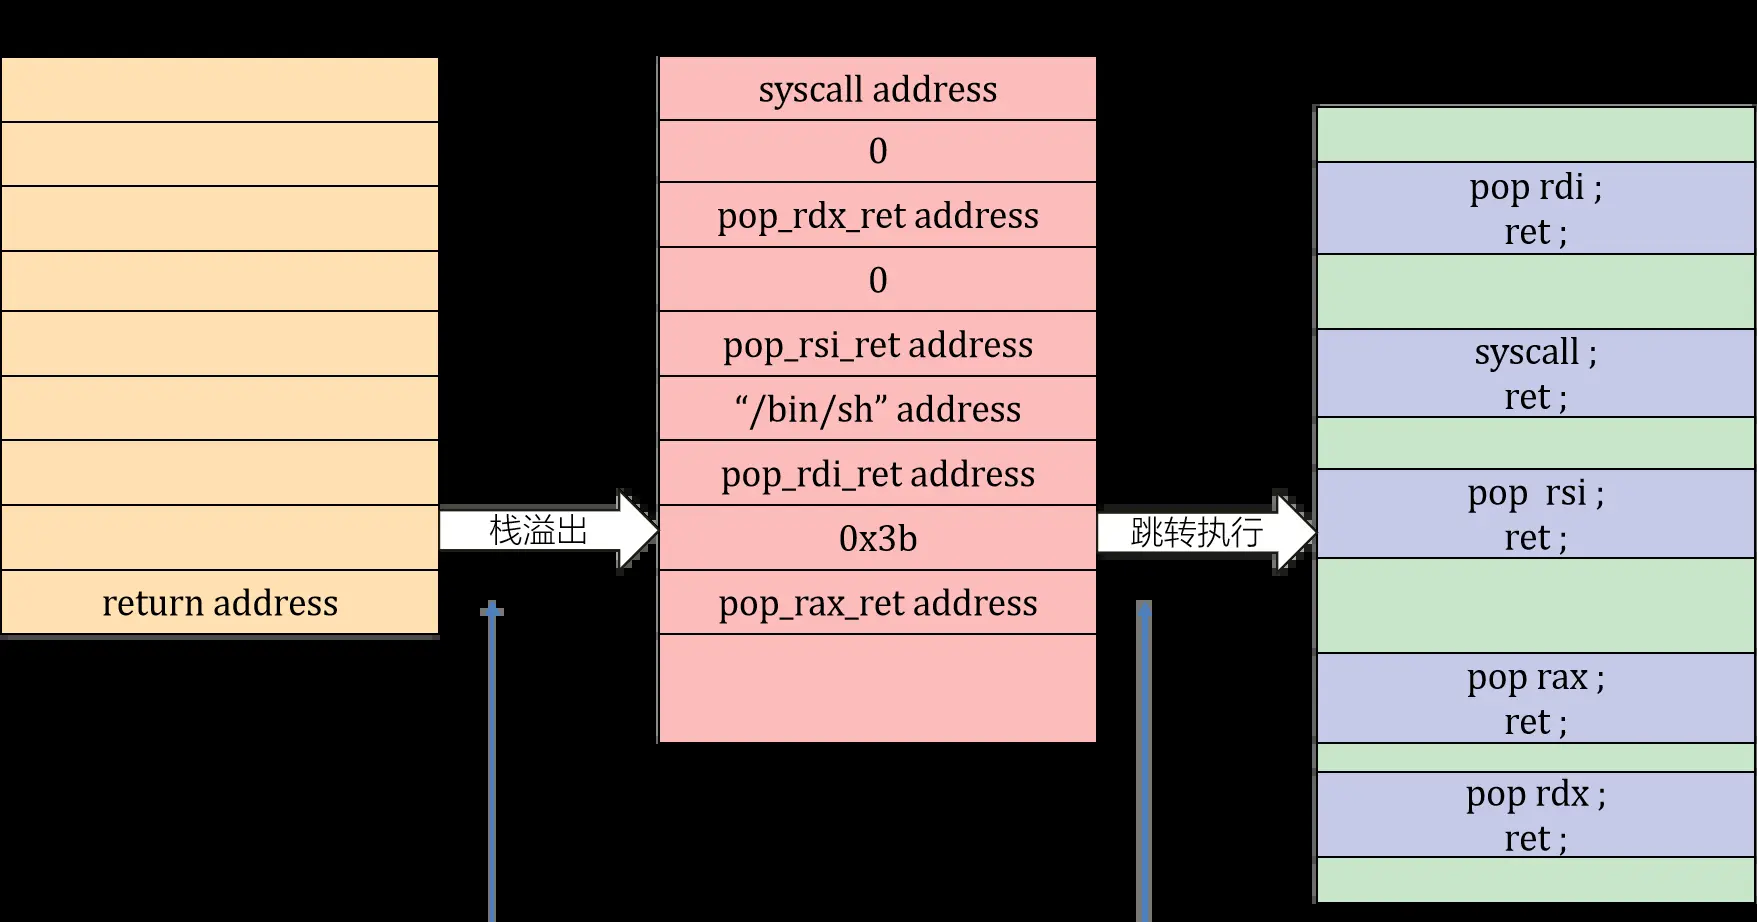 return address
栈溢出
syscall address
0
pop_rdx_ret address
0
pop_rsi_ret address
“/bin/sh” address
pop_rdi_ret address
0x3b
pop_rax_ret address
跳转执行
pop rdi ;
ret ;
syscall ;
ret ;
pop rsi ;
ret ;
pop rax ;
ret ;
pop rdx ;
ret ;